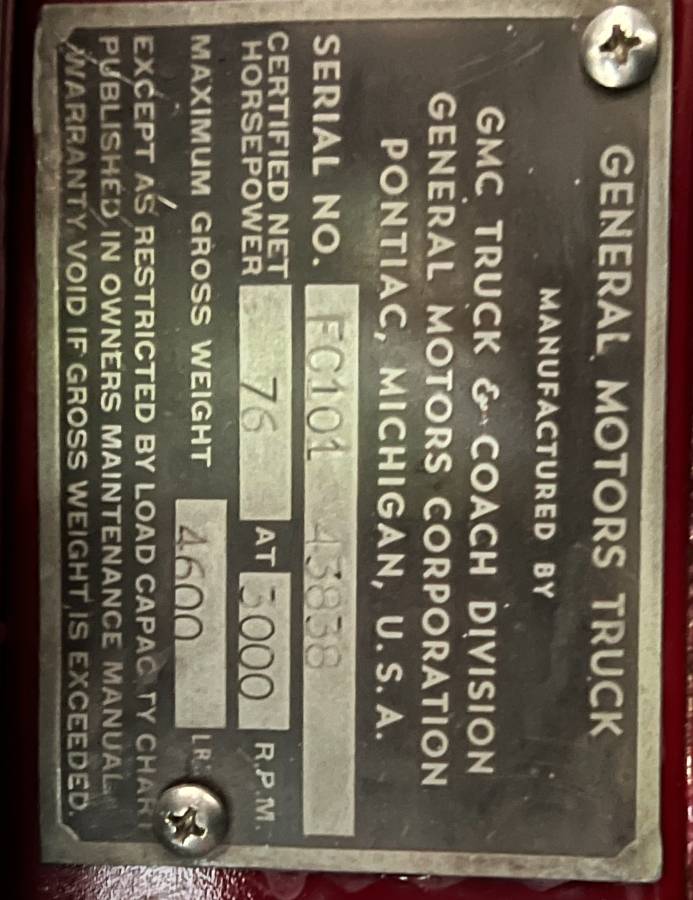 GENERAL MOTORS TRUCK
MANUFACTURED BY
GMC TRUCK & COACH DIVISION
GENERAL MOTORS CORPORATION
PONTIAC, MICHIGAN, U.S.A.
SERIAL NO. FC101 43838
CERTIFIED NET
HORSEPOWER 76 AT 3000 R.P.M.
MAXIMUM GROSS WEIGHT 4600
EXCEPT AS RESTRICTED BY LOAD CAPAC TY CHART
PUBLISHED IN OWNERS MAINTENANCE MANUAL.
WARRANTY VOID IF GROSS WEIGHT IS EXCEEDED.